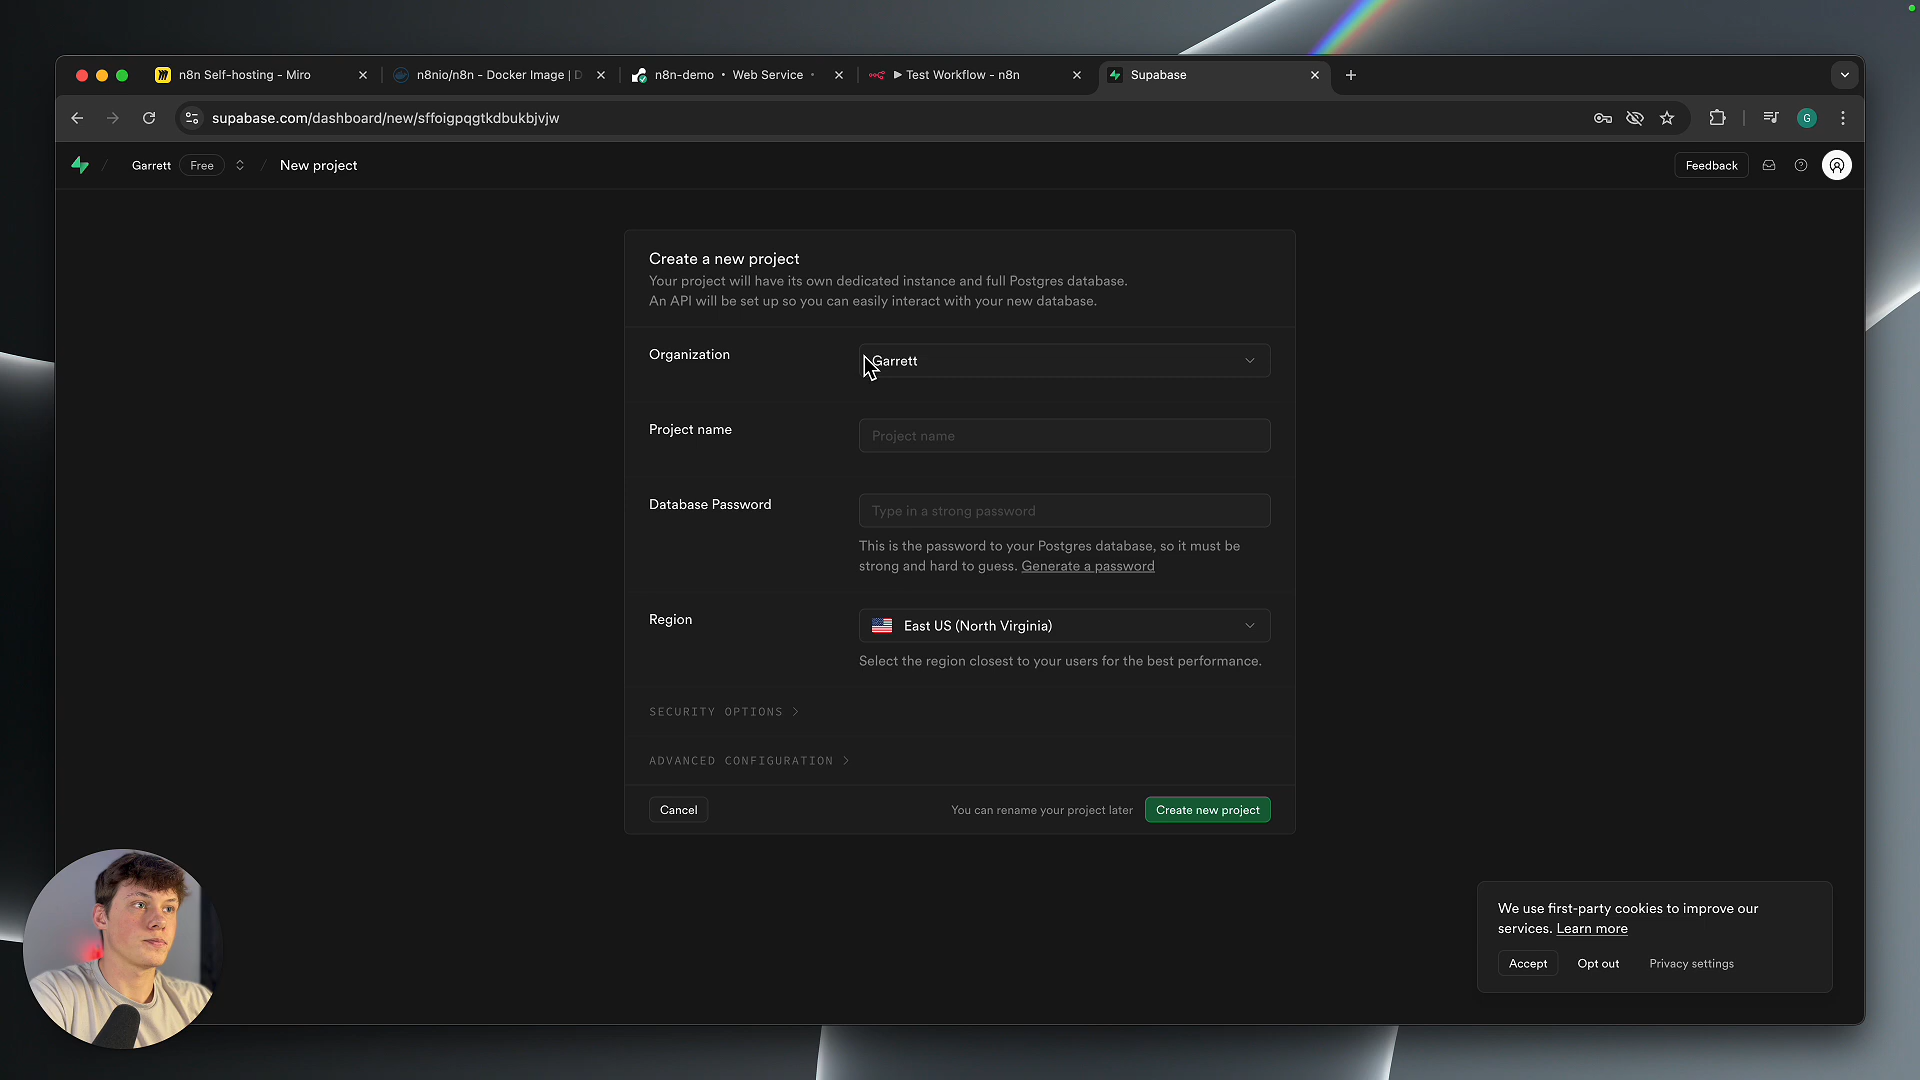 n8n Self-hosting - Miro
n8nio/n8n - Docker Image | D
n8n-demo • Web Service •
Test Workflow - n8n
Supabase
supabase.com/dashboard/new/sffoigpqgtkdbukbjvjw
G
Garrett
Free
New project
Feedback
Create a new project
Your project will have its own dedicated instance and full Postgres database.
An API will be set up so you can easily interact with your new database.
Organization
Garrett
Project name
Project name
Database Password
Type in a strong password
This is the password to your Postgres database, so it must be
strong and hard to guess. Generate a password
Region
East US (North Virginia)
Select the region closest to your users for the best performance.
SECURITY OPTIONS
ADVANCED CONFIGURATION
Cancel
You can rename your project later
Create new project
We use first-party cookies to improve our
services. Learn more
Accept
Opt out
Privacy settings